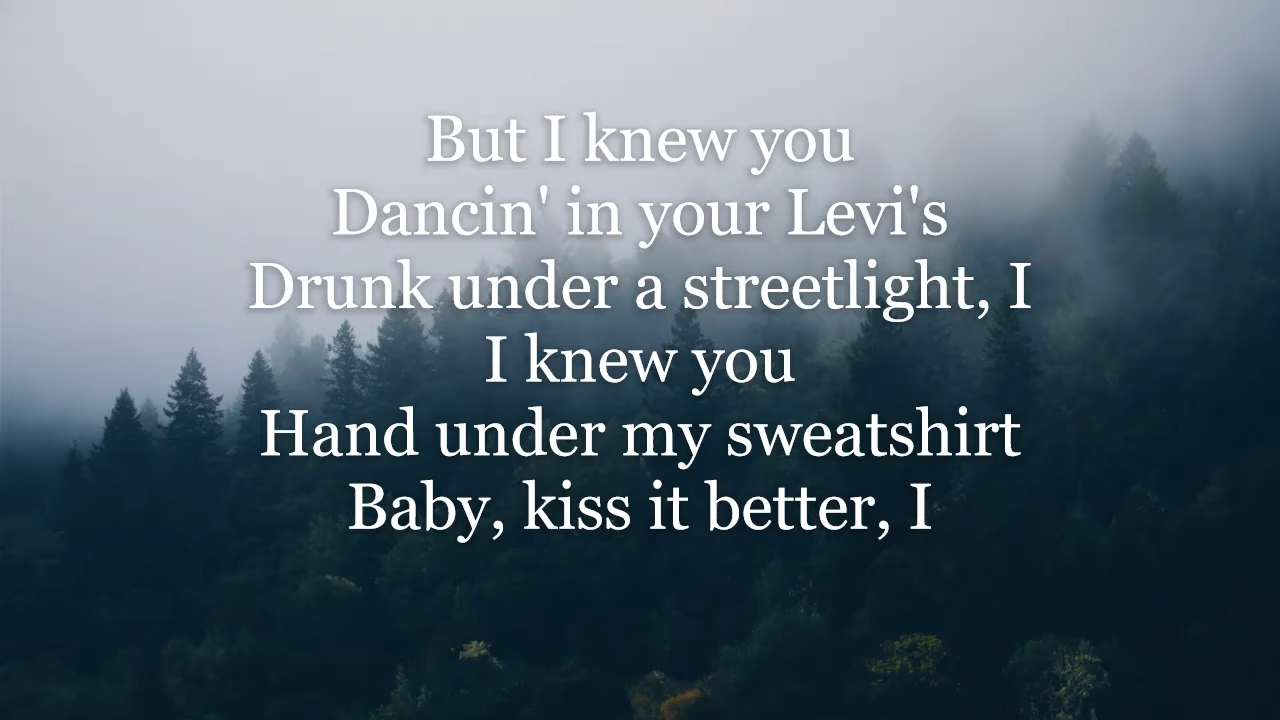 But I knew you
Dancin' in your Levi's
Drunk under a streetlight, I
I knew you
Hand under my sweatshirt
Baby, kiss it better, I